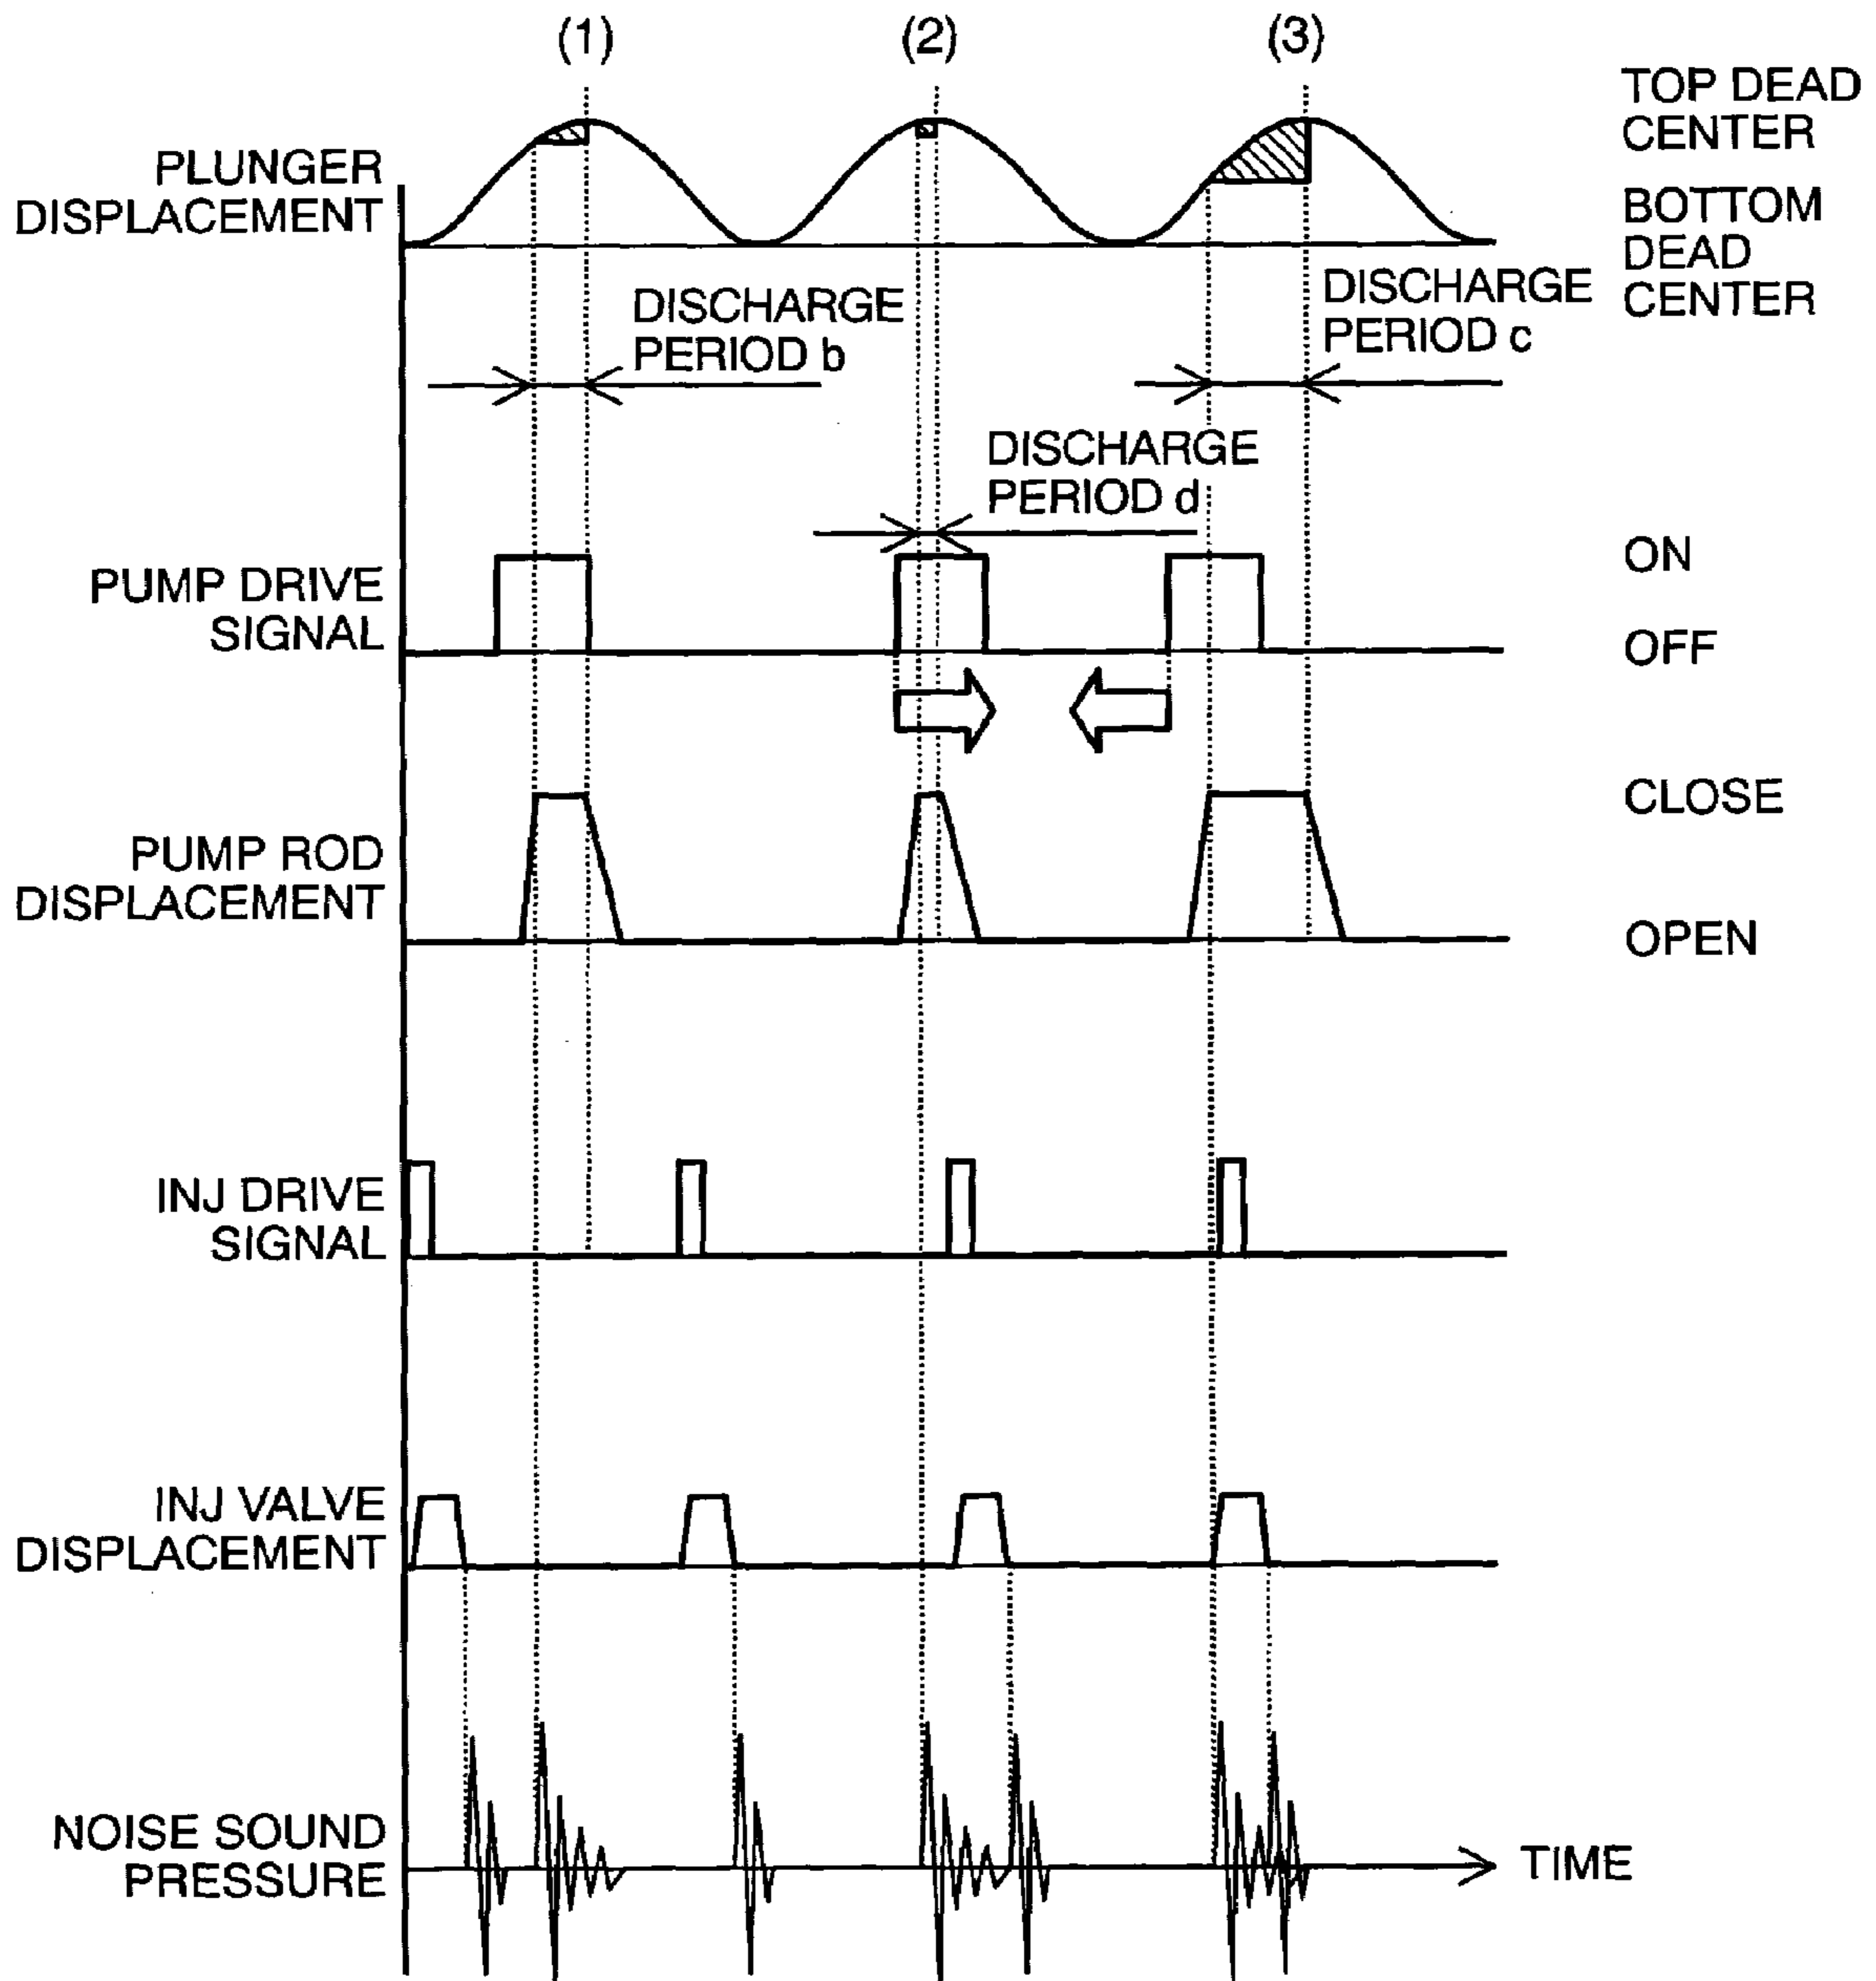 (1)
(2)
(3)
TOP DEAD
CENTER
PLUNGER
DISPLACEMENT
BOTTOM
DEAD
CENTER
DISCHARGE
PERIOD b
DISCHARGE
PERIOD c
DISCHARGE
PERIOD d
PUMP DRIVE
SIGNAL
ON
OFF
PUMP ROD
DISPLACEMENT
CLOSE
OPEN
INJ DRIVE
SIGNAL
INJ VALVE
DISPLACEMENT
NOISE SOUND
PRESSURE
TIME